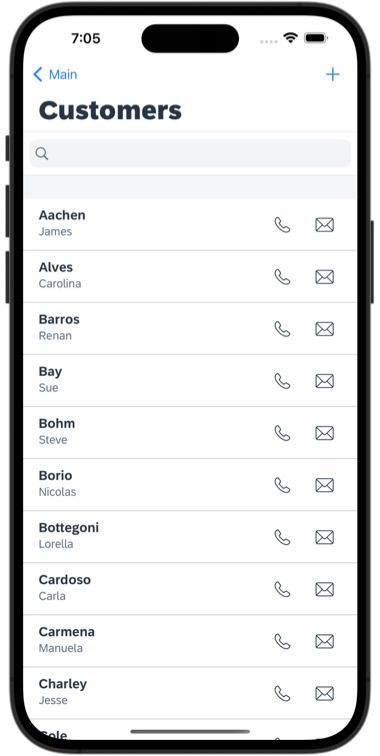 7:05
Main
Customers
Aachen
James
Alves
Carolina
Barros
Renan
Bay
Sue
Bohm
Steve
Borio
Nicolas
Bottegoni
Lorella
Cardoso
Carla
Carmena
Manuela
Charley
Jesse
Cole